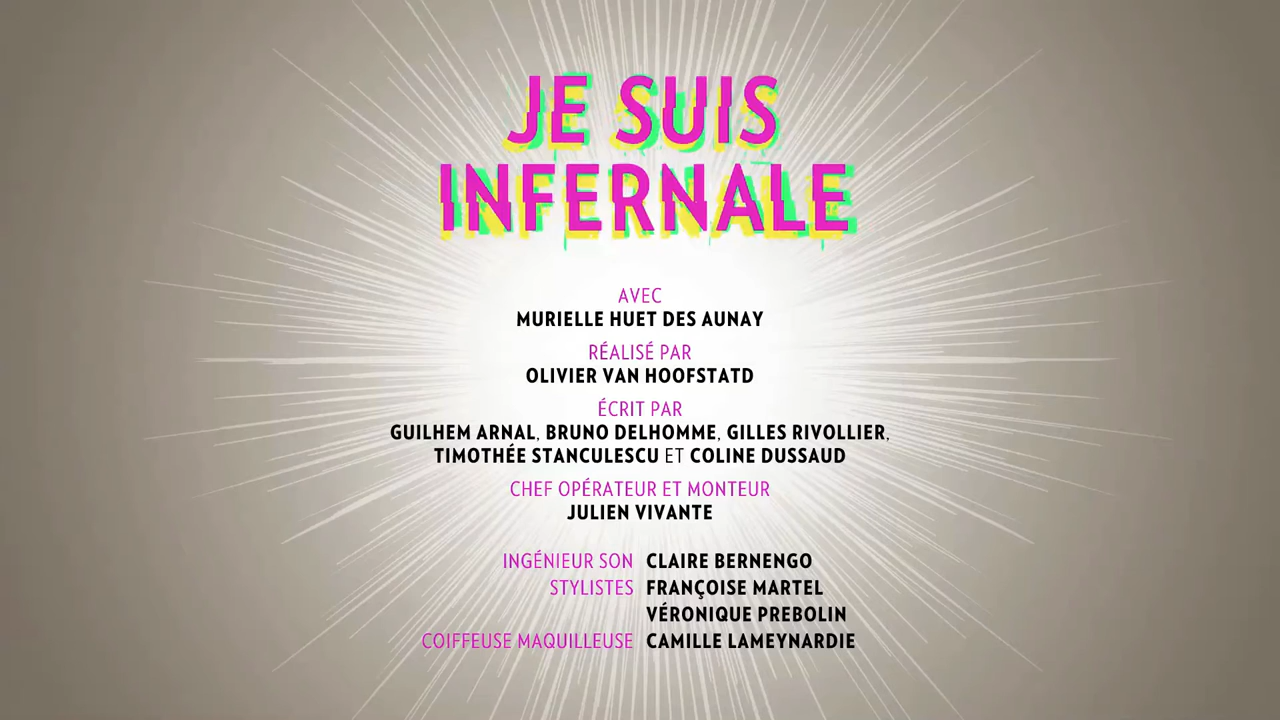 JE SUIS
INFERNALE
AVEC
MURIELLE HUET DES AUNAY
RÉALISÉ PAR
OLIVIER VAN HOOFSTATD
ÉCRIT PAR
GUILHEM ARNAL, BRUNO DELHOMME, GILLES RIVOLLIER,
TIMOTHÉE STANCULESCU ET COLINE DUSSAUD
CHEF OPÉRATEUR ET MONTEUR
JULIEN VIVANTE
INGÉNIEUR SON CLAIRE BERNENGO
STYLISTES FRANÇOISE MARTEL
VÉRONIQUE PREBOLIN
COIFFEUSE MAQUILLEUSE CAMILLE LAMEYNARDIE